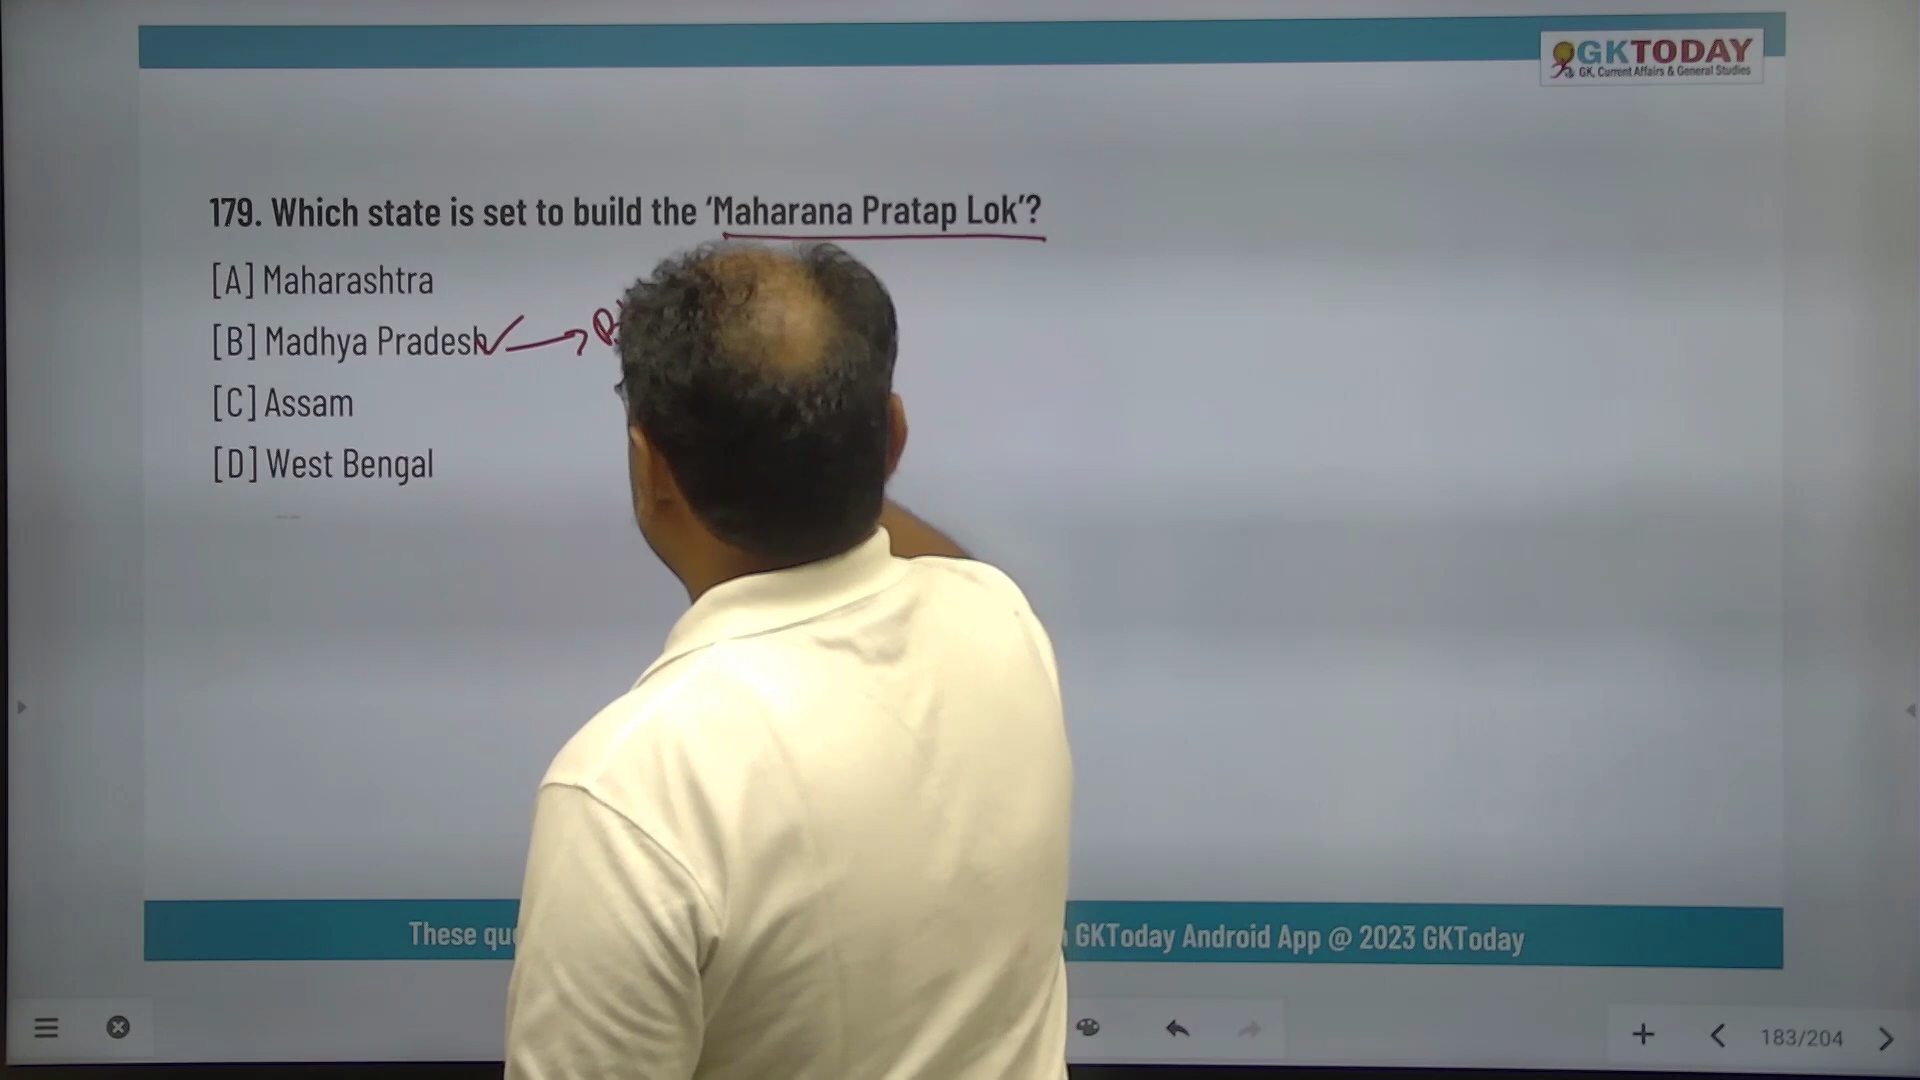 GKTODAY
GK, Current Affairs & General Studies
179. Which state is set to build the ‘Maharana Pratap Lok’?
[A] Maharashtra
[B] Madhya Pradesh
[C] Assam
[D] West Bengal
These GKToday Android App @ 2023 GKToday
183/204